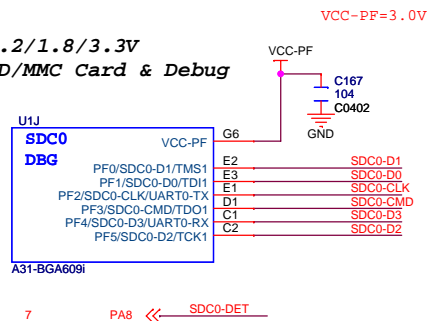 VCC-PF=3.0V
.2/1.8/3.3V
VCC-PF
D/MMC Card & Debug
C167
104
C0402
GND
U1J
SDC0
VCC-PF
G6
DBG
PF0/SDC0-D1/TMS1
E2
SDC0-D1
PF1/SDC0-D0/TDI1
E3
SDC0-D0
PF2/SDC0-CLK/UART0-TX
E1
SDC0-CLK
PF3/SDC0-CMD/TDO1
D1
SDC0-CMD
PF4/SDC0-D3/UART0-RX
C1
SDC0-D3
PF5/SDC0-D2/TCK1
C2
SDC0-D2
A31-BGA609i
7
PA8
SDC0-DET